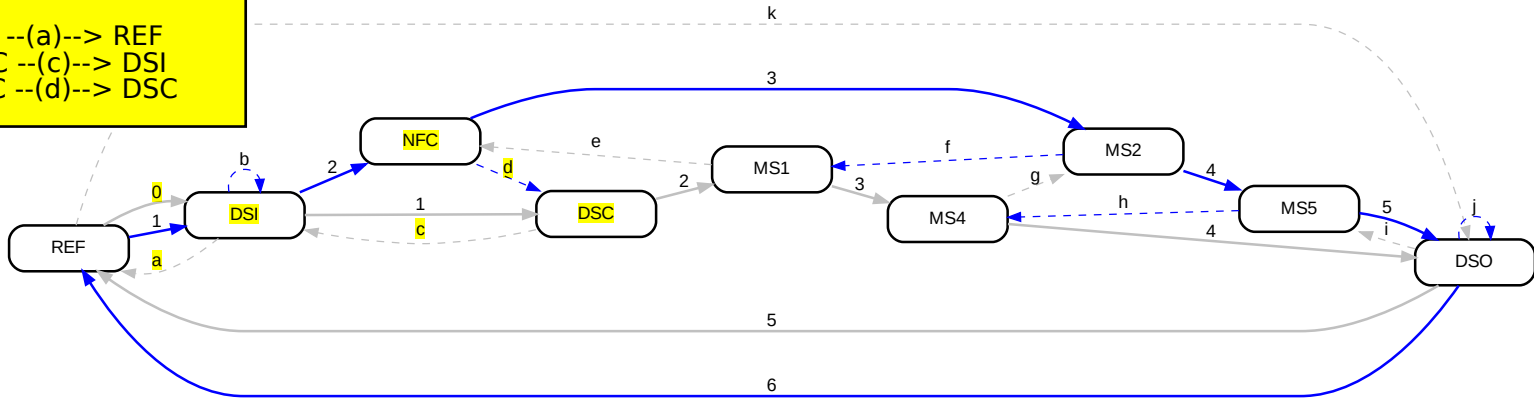 --(a)--> REF
--(c)--> DSI
--(d)--> DSC
k
3
NFC
e
MS1
f
MS2
b
2
d
4
0
DSI
1
DSC
2
3
g
MS4
h
MS5
5
j
1
c
i
REF
a
4
DSO
5
6